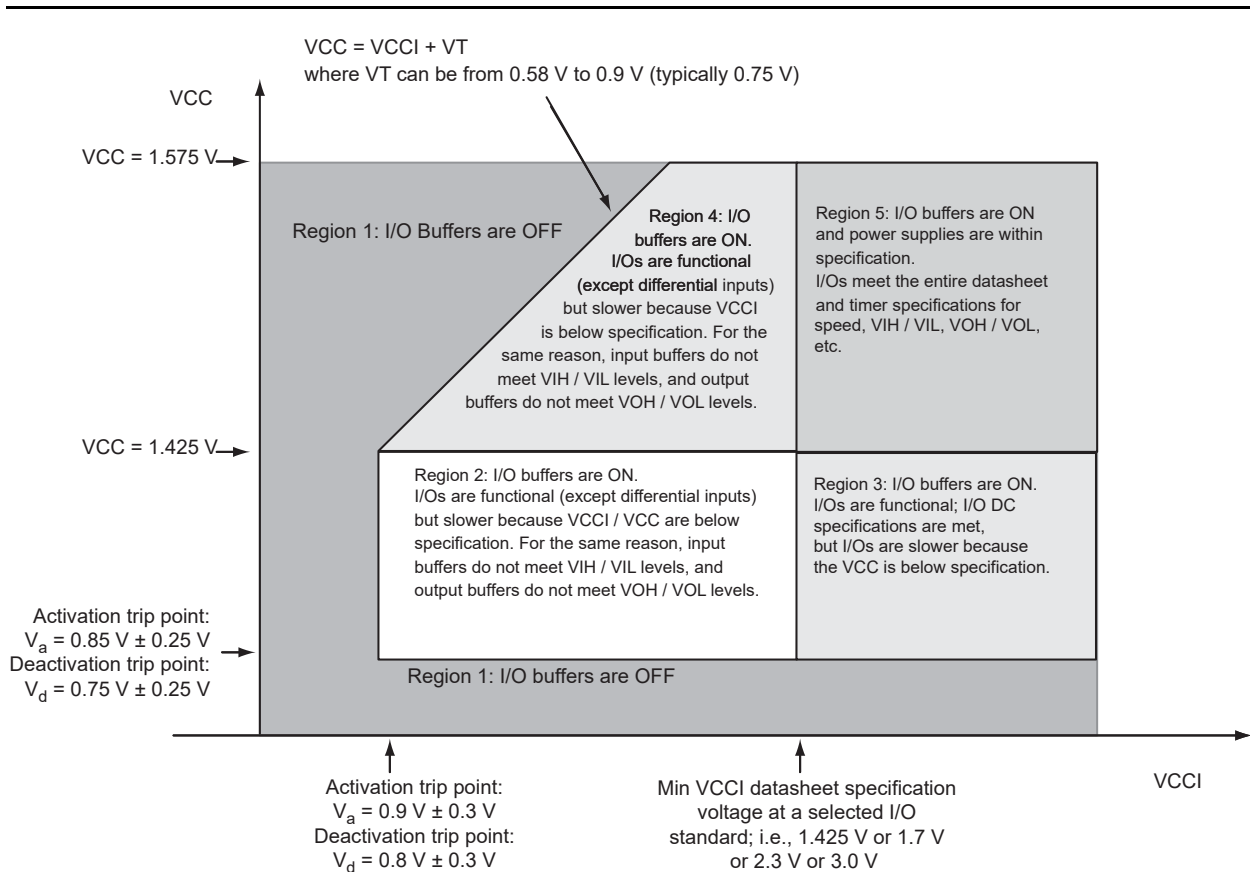 VCC = VCCI + VT
where VT can be from 0.58 V to 0.9 V (typically 0.75 V)
VCC
VCC = 1.575 V
Region 1: I/O Buffers are OFF
Region 4: I/O
buffers are ON.
I/Os are functional
(except differential inputs)
but slower because VCCI
is below specification. For the
same reason, input buffers do not
meet VIH / VIL levels, and output
buffers do not meet VOH / VOL levels.
Region 5: I/O buffers are ON
and power supplies are within
specification.
I/Os meet the entire datasheet
and timer specifications for
speed, VIH / VIL, VOH / VOL,
etc.
VCC = 1.425 V
Region 2: I/O buffers are ON.
I/Os are functional (except differential inputs)
but slower because VCCI / VCC are below
specification. For the same reason, input
buffers do not meet VIH / VIL levels, and
output buffers do not meet VOH / VOL levels.
Region 3: I/O buffers are ON.
I/Os are functional; I/O DC
specifications are met,
but I/Os are slower because
the VCC is below specification.
Activation trip point:
Va = 0.85 V ± 0.25 V
Deactivation trip point:
Vd = 0.75 V ± 0.25 V
Region 1: I/O buffers are OFF
Activation trip point:
Va = 0.9 V ± 0.3 V
Deactivation trip point:
Vd = 0.8 V ± 0.3 V
Min VCCI datasheet specification
voltage at a selected I/O
standard; i.e., 1.425 V or 1.7 V
or 2.3 V or 3.0 V
VCCI